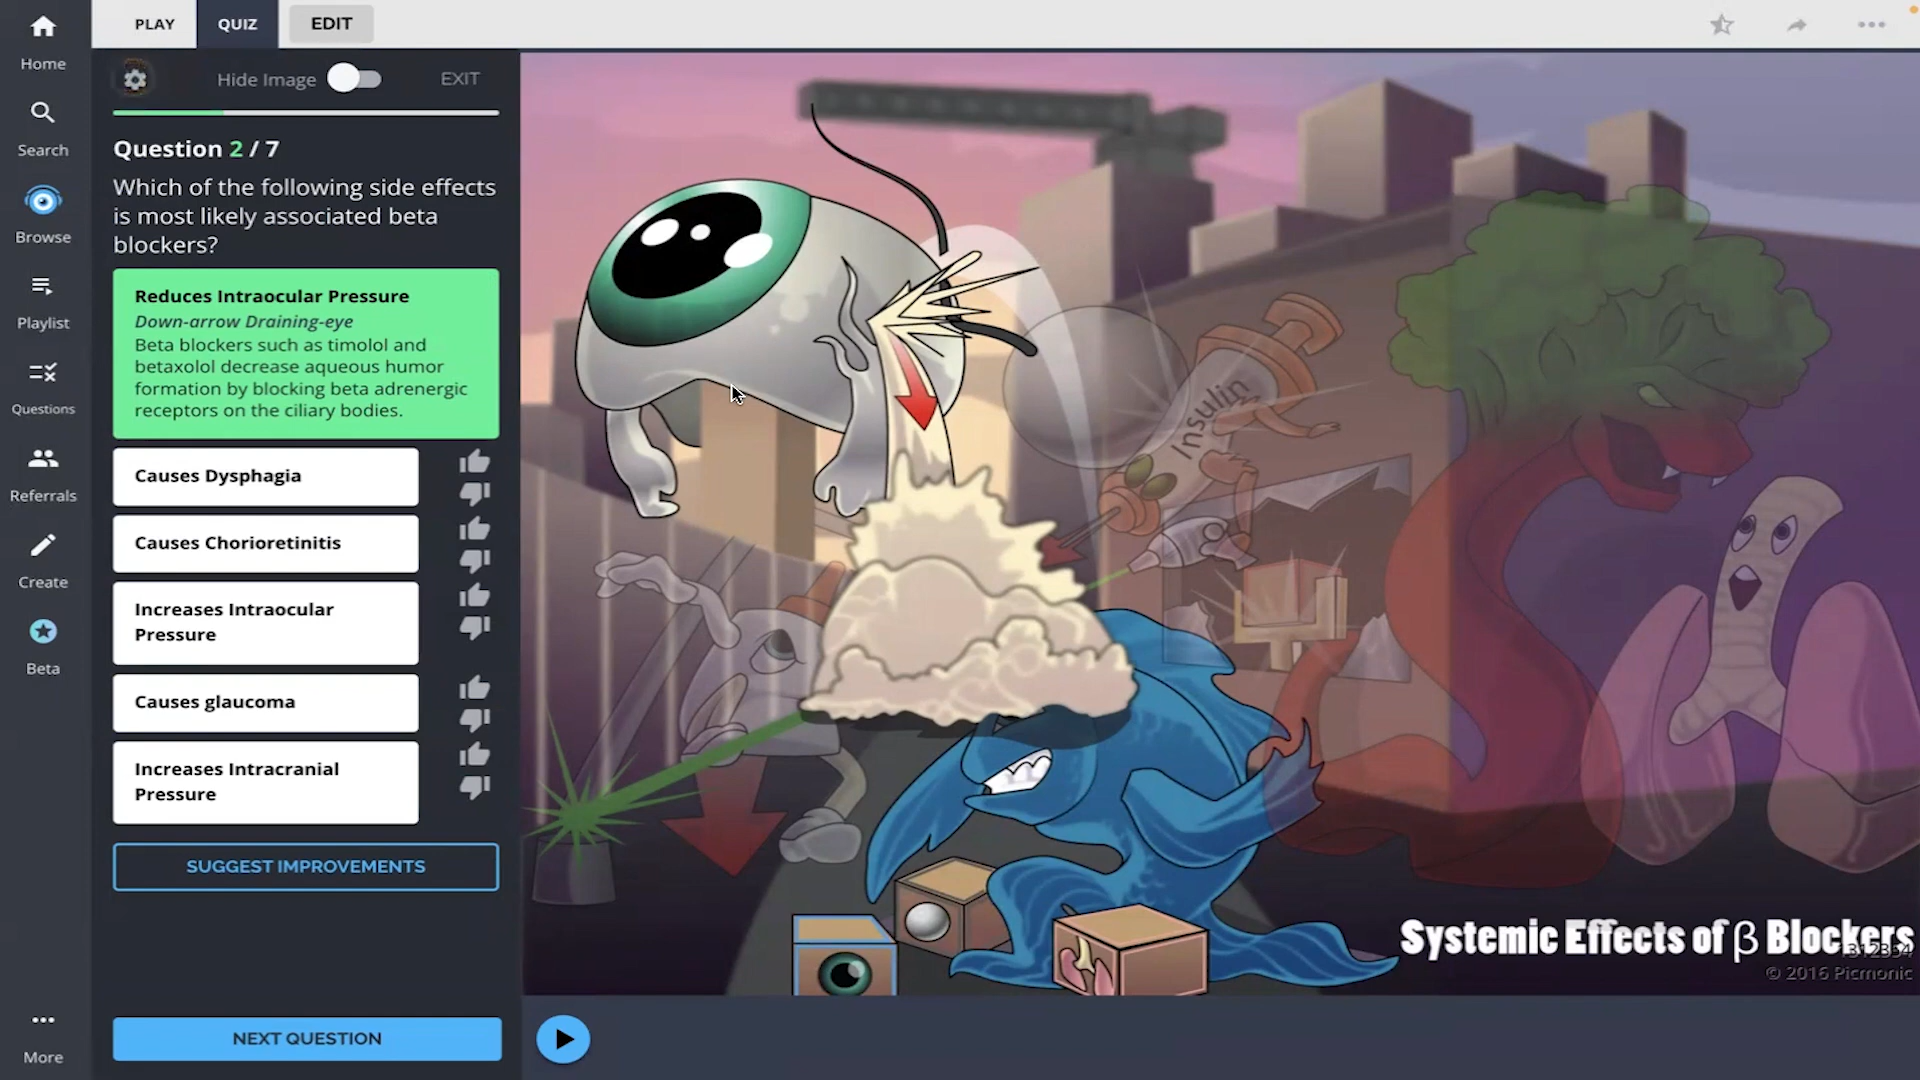 PLAY
QUIZ
EDIT
Home
Search
Browse
Playlist
Questions
Referrals
Create
Beta
More
Hide Image
EXIT
Question 2 / 7
Which of the following side effects
is most likely associated beta
blockers?
Reduces Intraocular Pressure
Down-arrow Draining-eye
Beta blockers such as timolol and
betaxolol decrease aqueous humor
formation by blocking beta adrenergic
receptors on the ciliary bodies.
Causes Dysphagia
Causes Chorioretinitis
Increases Intraocular
Pressure
Causes glaucoma
Increases Intracranial
Pressure
SUGGEST IMPROVEMENTS
NEXT QUESTION
Insulin
Systemic Effects of β Blockers
© 2016 Picmonic